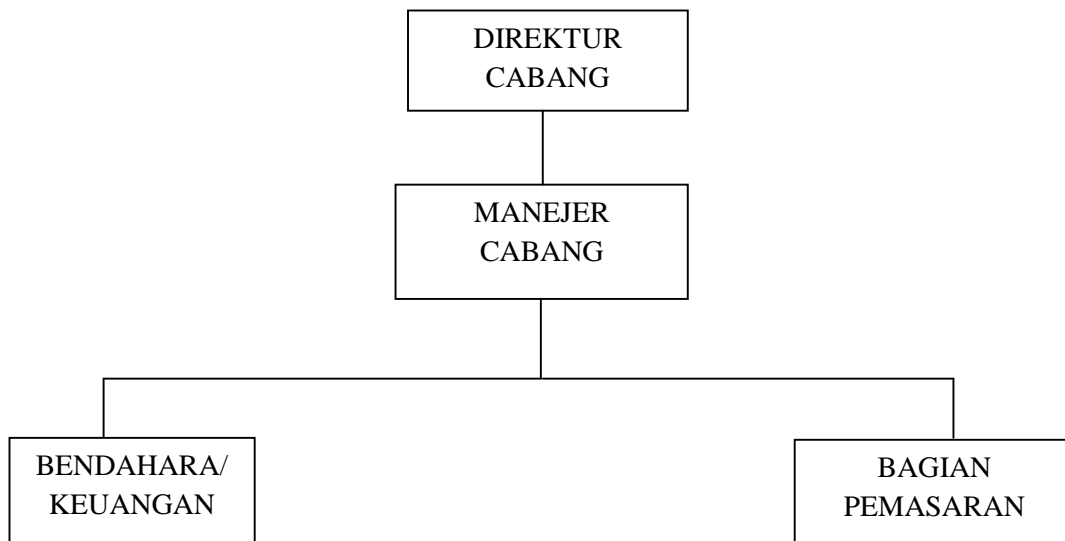 DIREKTUR
CABANG
MANEJER
CABANG
BENDAHARA/
KEUANGAN
BAGIAN
PEMASARAN